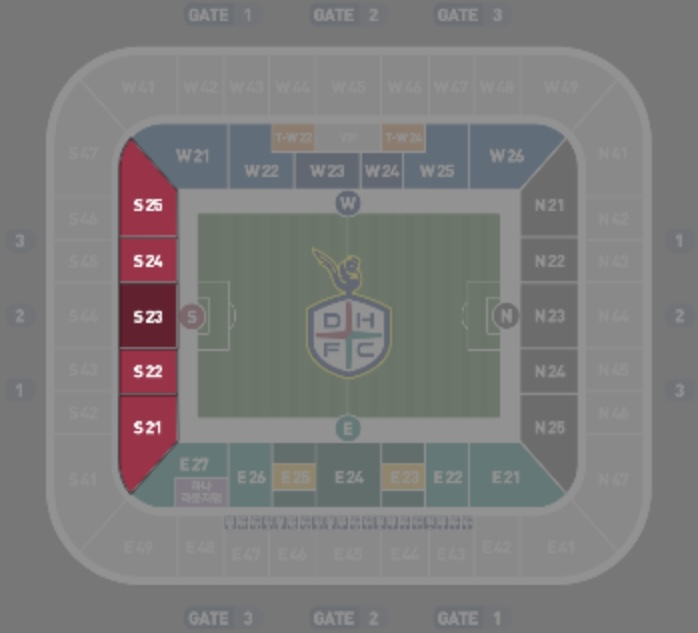 GATE 1 GATE 2 GATE 3
W41 W42 W43 W44 W45 W46 W47 W48 W49
T-W22 VIP T-W24
S47 W21 W26 N41
W22 W23 W24 W25
W
S25 N21
S46 N42
3 1
S24 N22
S45 N43
D H
2 S44 S23 S N N23 N44 2
F C
S22 N24
S43 N45
1 3
S42 N46
S21 E N25
E27
S41 E26 E25 E24 E23 E22 E21 N47
하나
E49 E48 E47 E46 E45 E44 E43 E42 E41
GATE 3 GATE 2 GATE 1